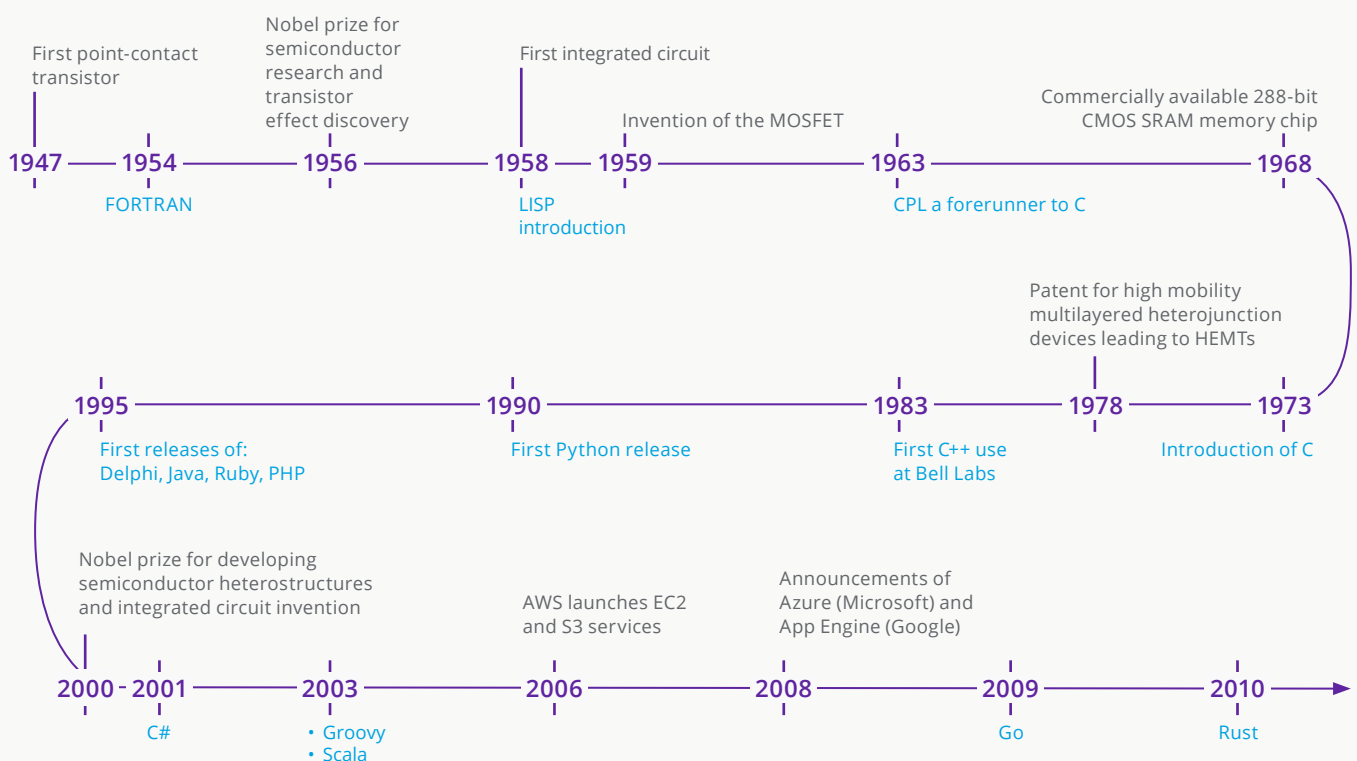 First point-contact
transistor
Nobel prize for
semiconductor
research and
transistor
effect discovery
First integrated circuit
Invention of the MOSFET
Commercially available 288-bit
CMOS SRAM memory chip
1947
1954
1956
1958
1959
1963
1968
FORTRAN
LISP
introduction
CPL a forerunner to C
Patent for high mobility
multilayered heterojunction
devices leading to HEMTs
1995
1990
1983
1978
1973
First releases of:
Delphi, Java, Ruby, PHP
First Python release
First C++ use
at Bell Labs
Introduction of C
Nobel prize for developing
semiconductor heterostructures
and integrated circuit invention
AWS launches EC2
and S3 services
Announcements of
Azure (Microsoft) and
App Engine (Google)
2000
2001
2003
2006
2008
2009
2010
C#
• Groovy
• Scala
Go
Rust